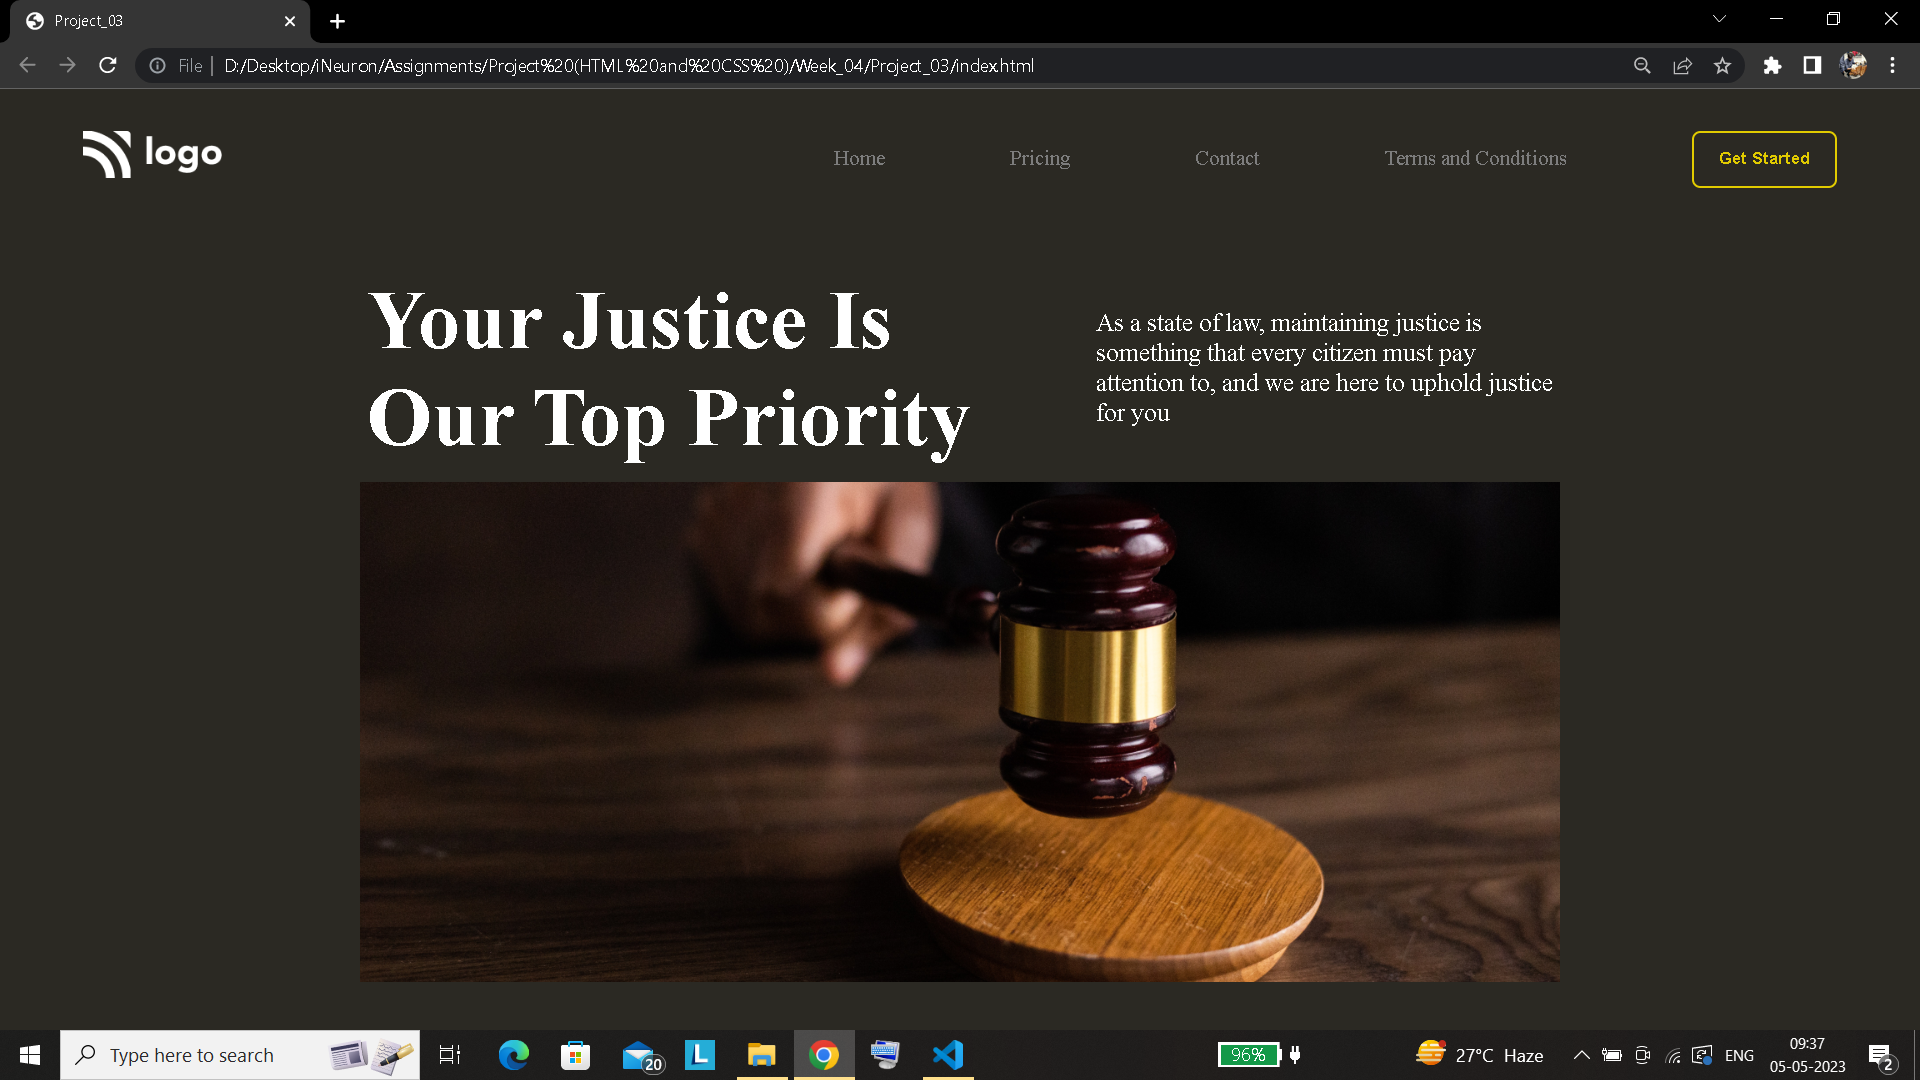 Project_03
File
D:/Desktop/iNeuron/Assignments/Project%20(HTML%20and%20CSS%20)/Week_04/Project_03/index.html
logo
Home
Pricing
Contact
Terms and Conditions
Get Started
Your Justice Is
Our Top Priority
As a state of law, maintaining justice is
something that every citizen must pay
attention to, and we are here to uphold justice
for you
Type here to search
20
L
96%
27°C Haze
ENG
09:37
05-05-2023
2